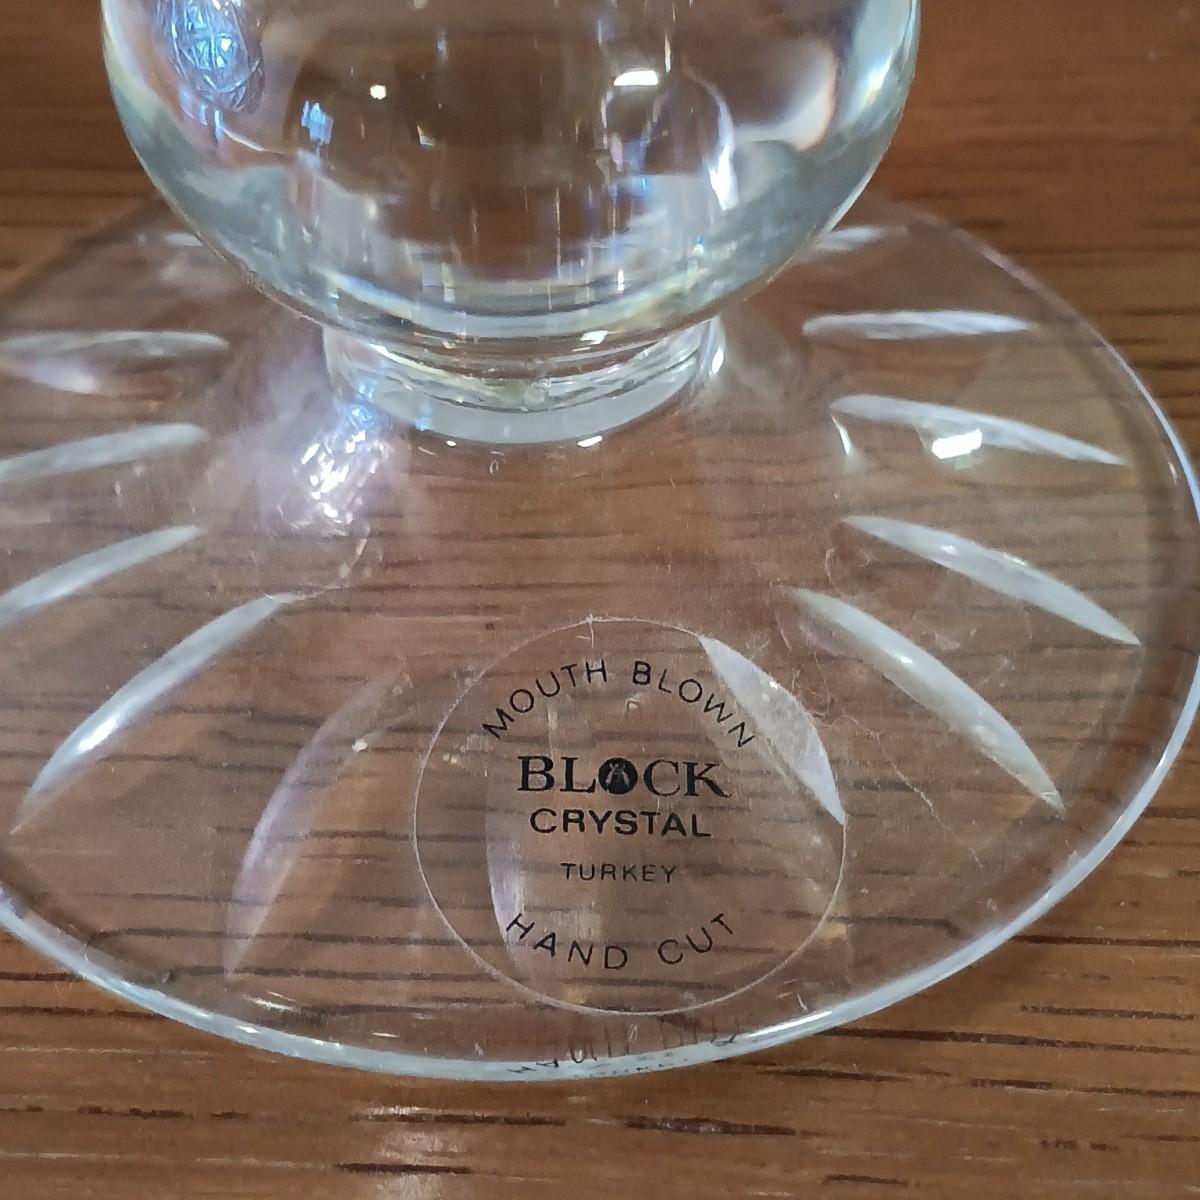 MOUTH BLOWN
BLOCK
CRYSTAL
TURKEY
HAND CUT